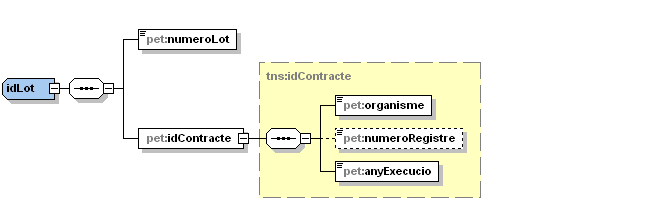 pet:numeroLot
tns:idContracte
idLot
pet:organisme
pet:idContracte
pet:numeroRegistre
pet:anyExecucio